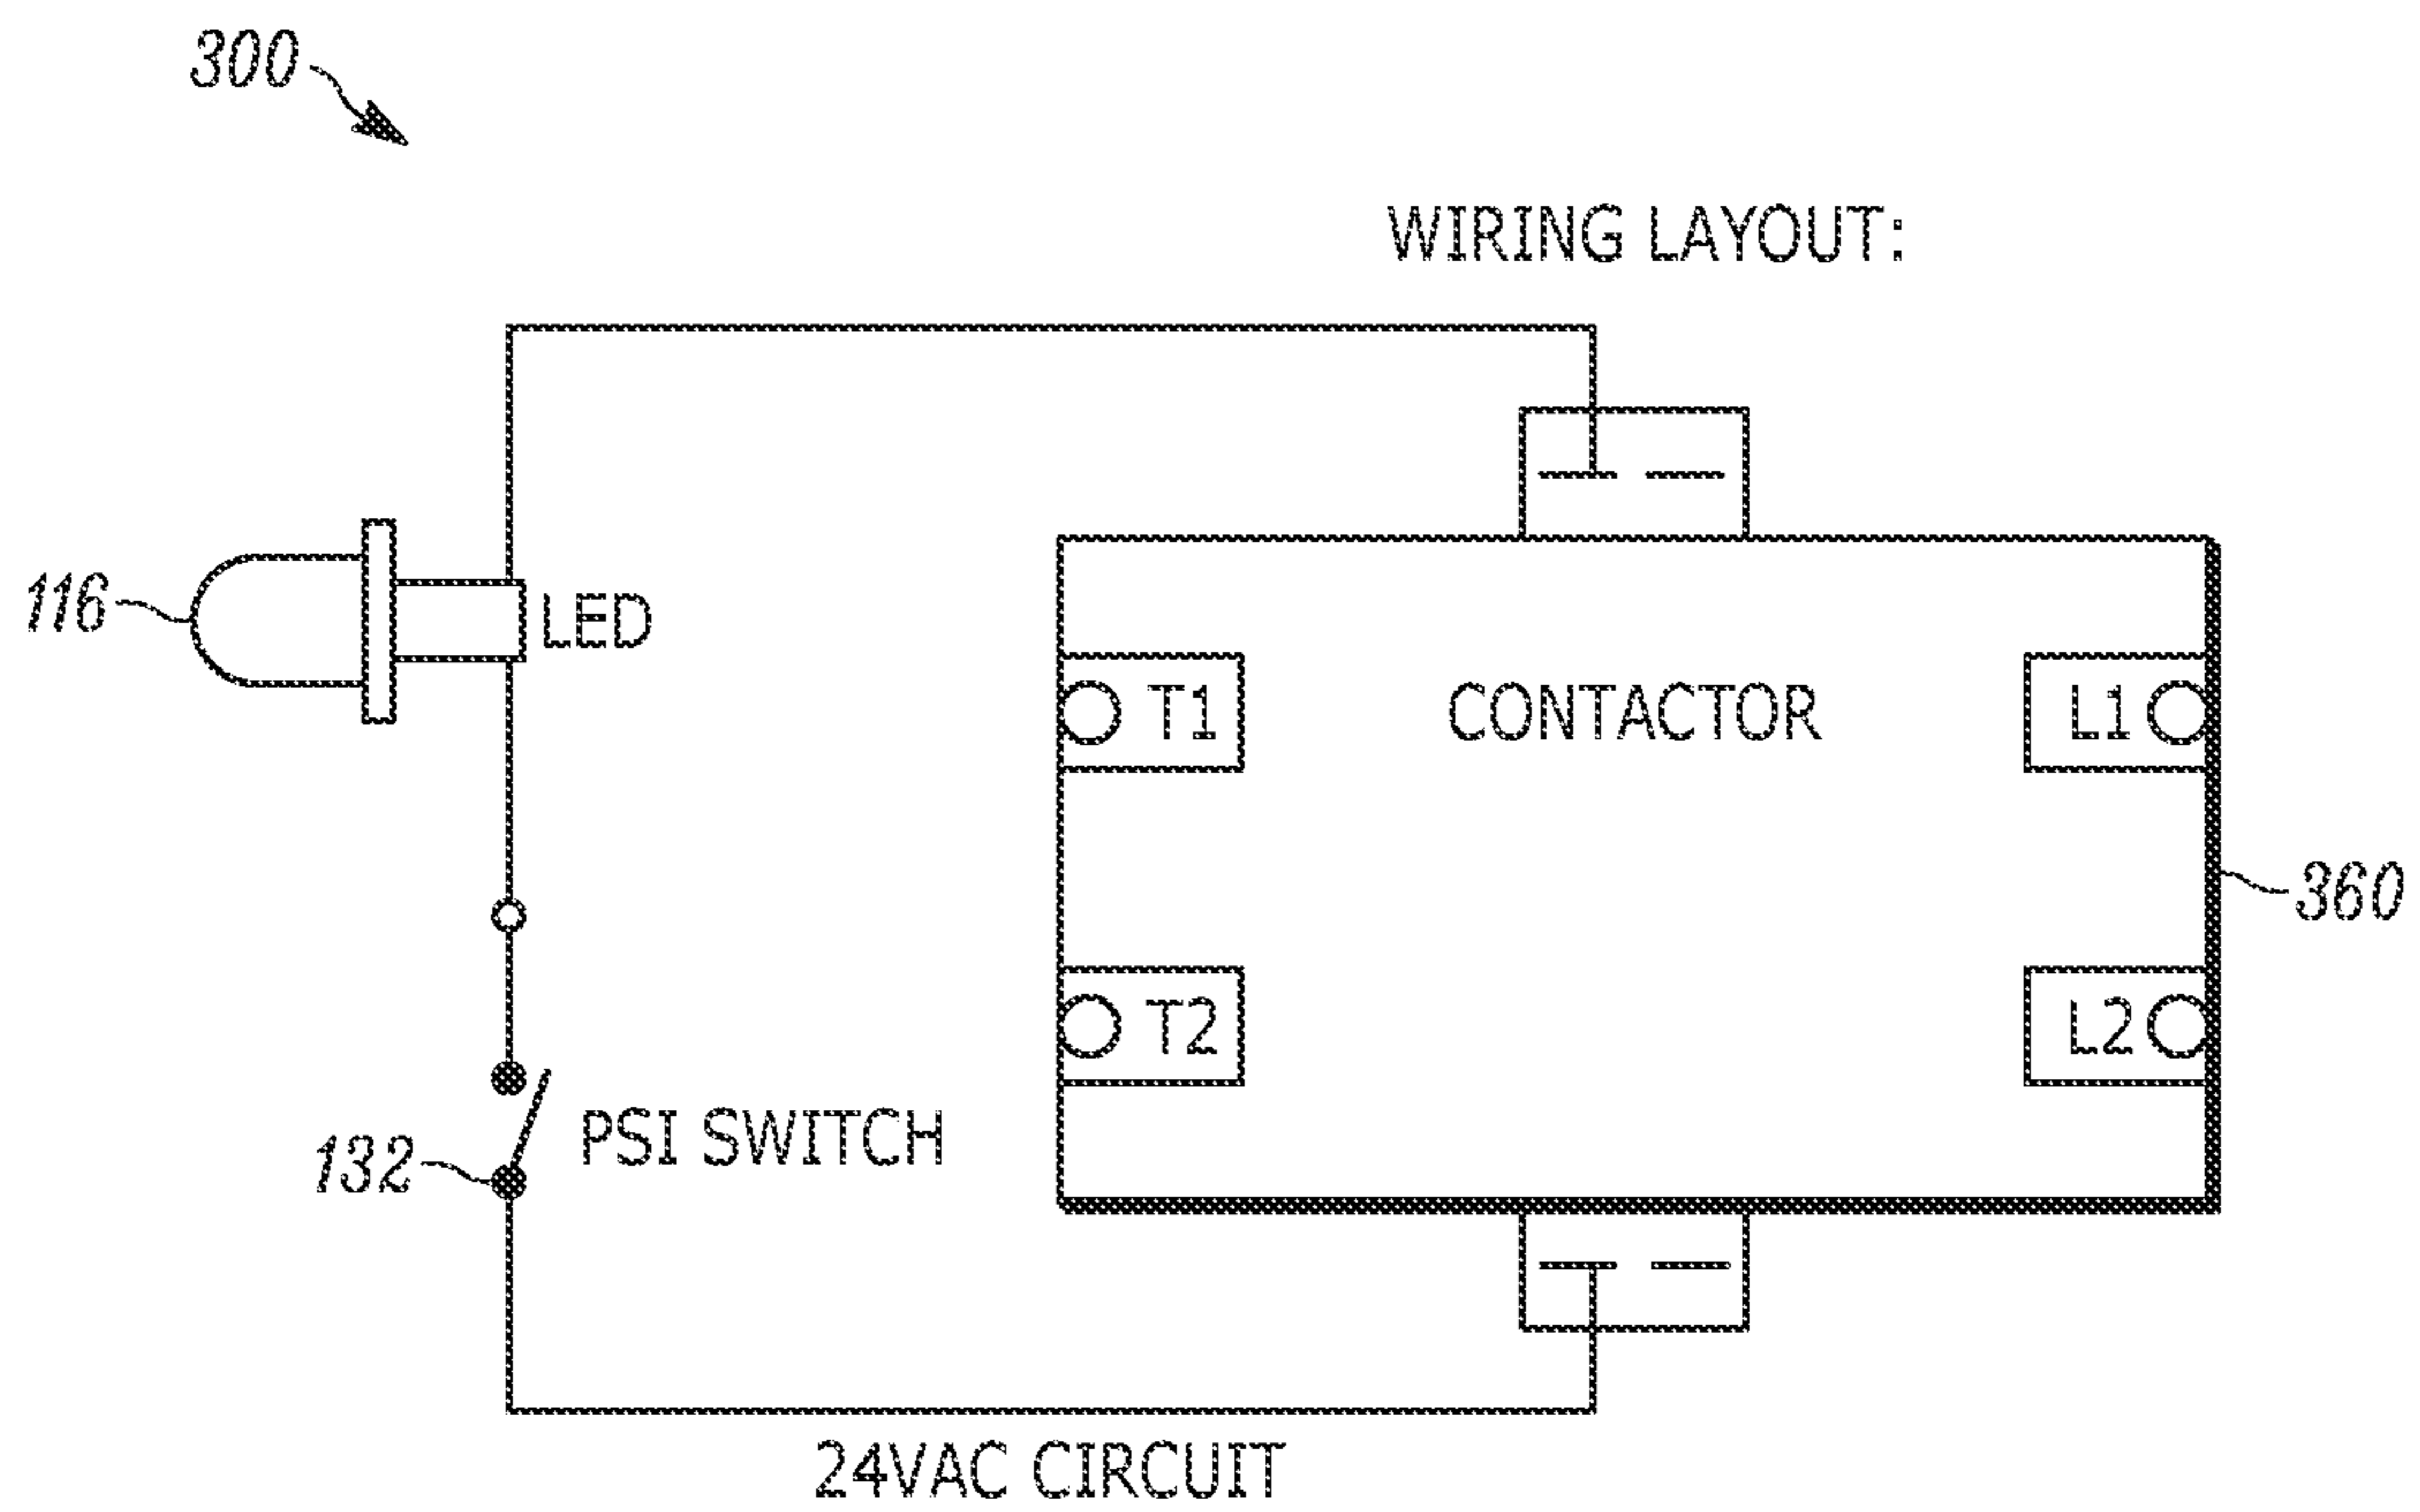 300
WIRING LAYOUT:
116
LED
T1
CONTACTOR
L1
360
T2
L2
PSI SWITCH
132
24VAC CIRCUIT